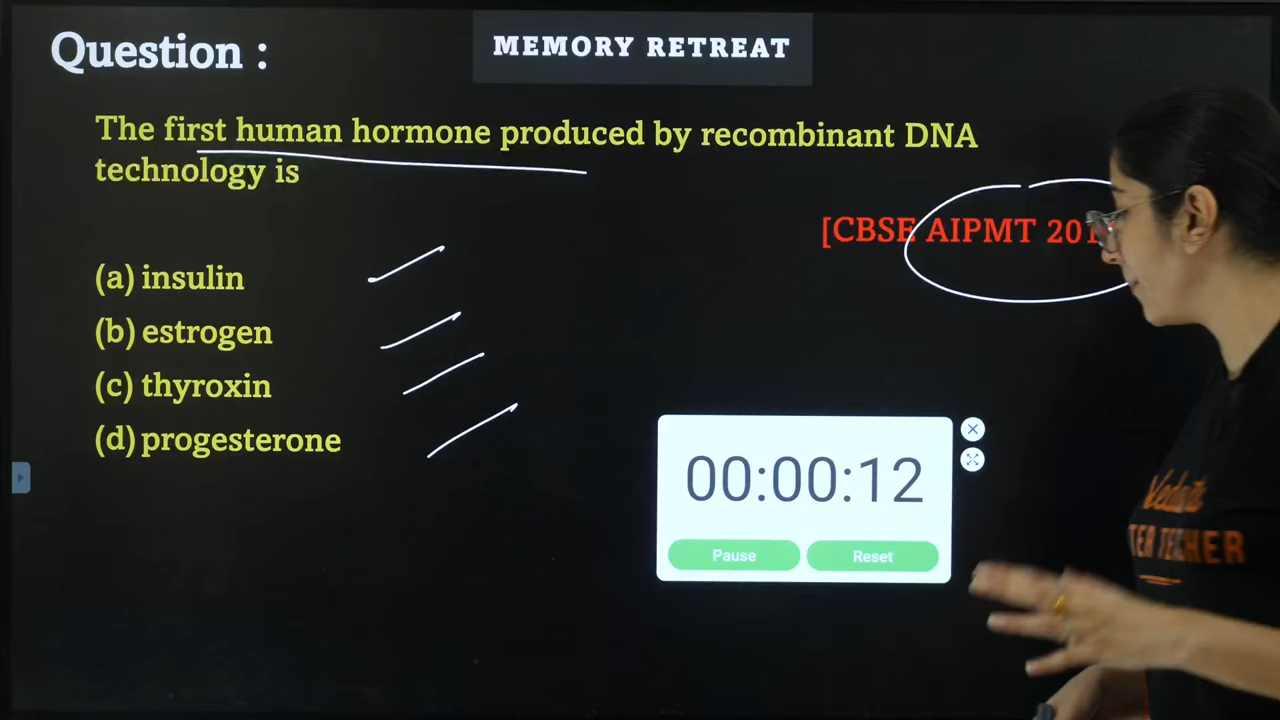 Question :
MEMORY RETREAT
The first human hormone produced by recombinant DNA
technology is
[CBSE AIPMT
(a) insulin
(b) estrogen
(c) thyroxin
(d) progesterone
00:00:12
Pause Reset